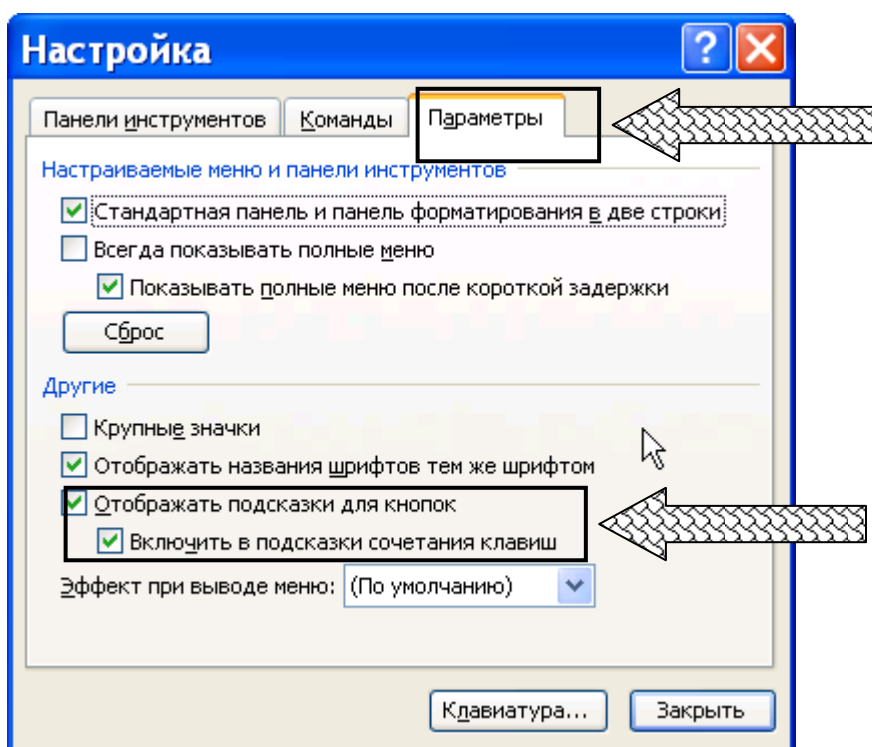 Настройка
Панели инструментов Команды Параметры
Настраиваемые меню и панели инструментов
Стандартная панель и панель форматирования в две строки
Всегда показывать полные меню
Показывать полные меню после короткой задержки
Сброс
Другие
Крупные значки
Отображать названия шрифтов тем же шрифтом
Отображать подсказки для кнопок
Включить в подсказки сочетания клавиш
Эффект при выводе меню: (По умолчанию)
Клавиатура... Закрыть